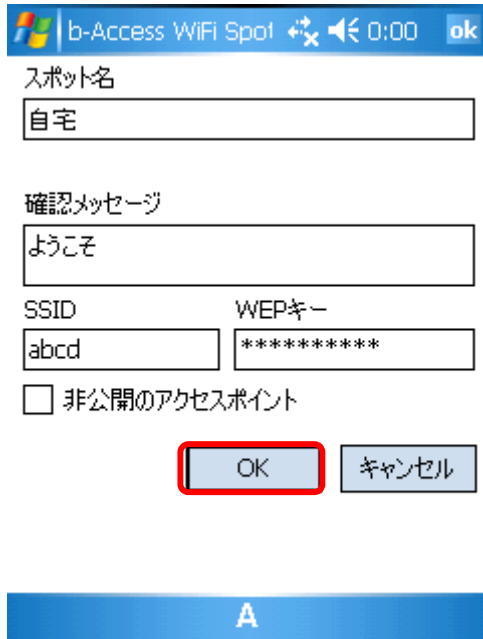 b-Access WiFi Spot 0:00 ok
スポット名
自宅
確認メッセージ
ようこそ
SSID WEPキー
abcd **********
非公開のアクセスポイント
OK キャンセル
A